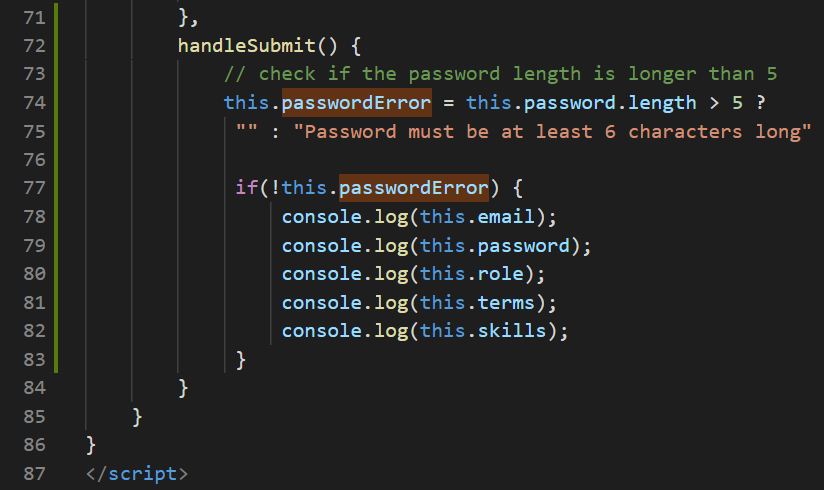 71 },
72 handleSubmit() {
73 // check if the password length is longer than 5
74 this.passwordError = this.password.length > 5 ?
75 "" : "Password must be at least 6 characters long"
76
77 if(!this.passwordError) {
78 console.log(this.email);
79 console.log(this.password);
80 console.log(this.role);
81 console.log(this.terms);
82 console.log(this.skills);
83 }
84 }
85 }
86 }
87 </script>